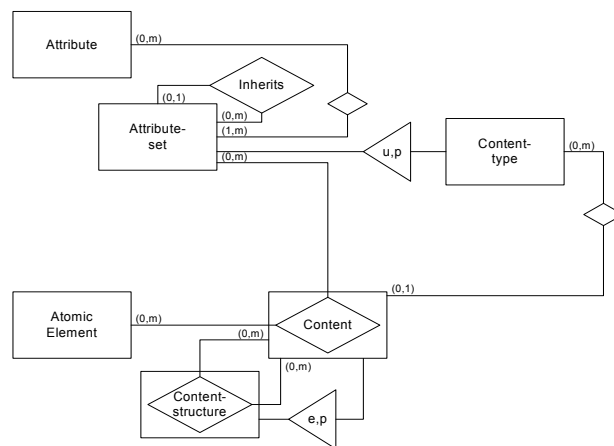 Attribute
(0,m)
Inherits
(0,1)
(0,m)
(1,m)
Attribute-
set
(0,m)
u,p
Content-
type
(0,m)
(0,1)
Atomic
Element
(0,m)
Content
(0,m)
(0,m)
Content-
structure
e,p